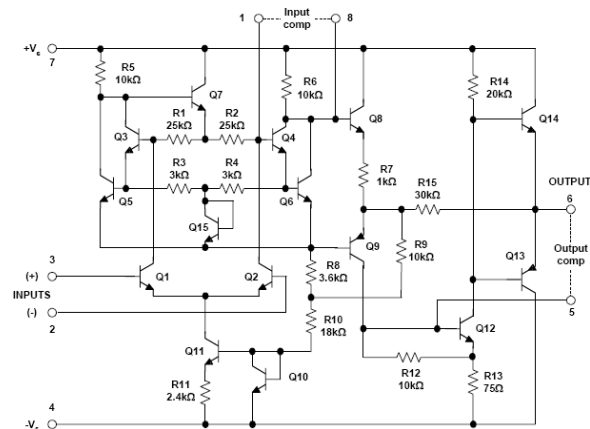 1 Input comp 8
+Vs
7
R5
10kΩ
Q7
R6
10kΩ
R14
20kΩ
R1
25kΩ
R2
25kΩ
Q3
Q4
Q8
Q14
R3
3kΩ
R4
3kΩ
R7
1kΩ
R15
30kΩ
OUTPUT
6
Q5
Q6
Q15
Q9
R9
10kΩ
Output comp
3
(+)
Q1
Q2
R8
3.6kΩ
Q13
INPUTS
(-)
2
5
R10
18kΩ
Q12
Q11
Q10
R12
10kΩ
R13
75Ω
R11
2.4kΩ
4
-Vs